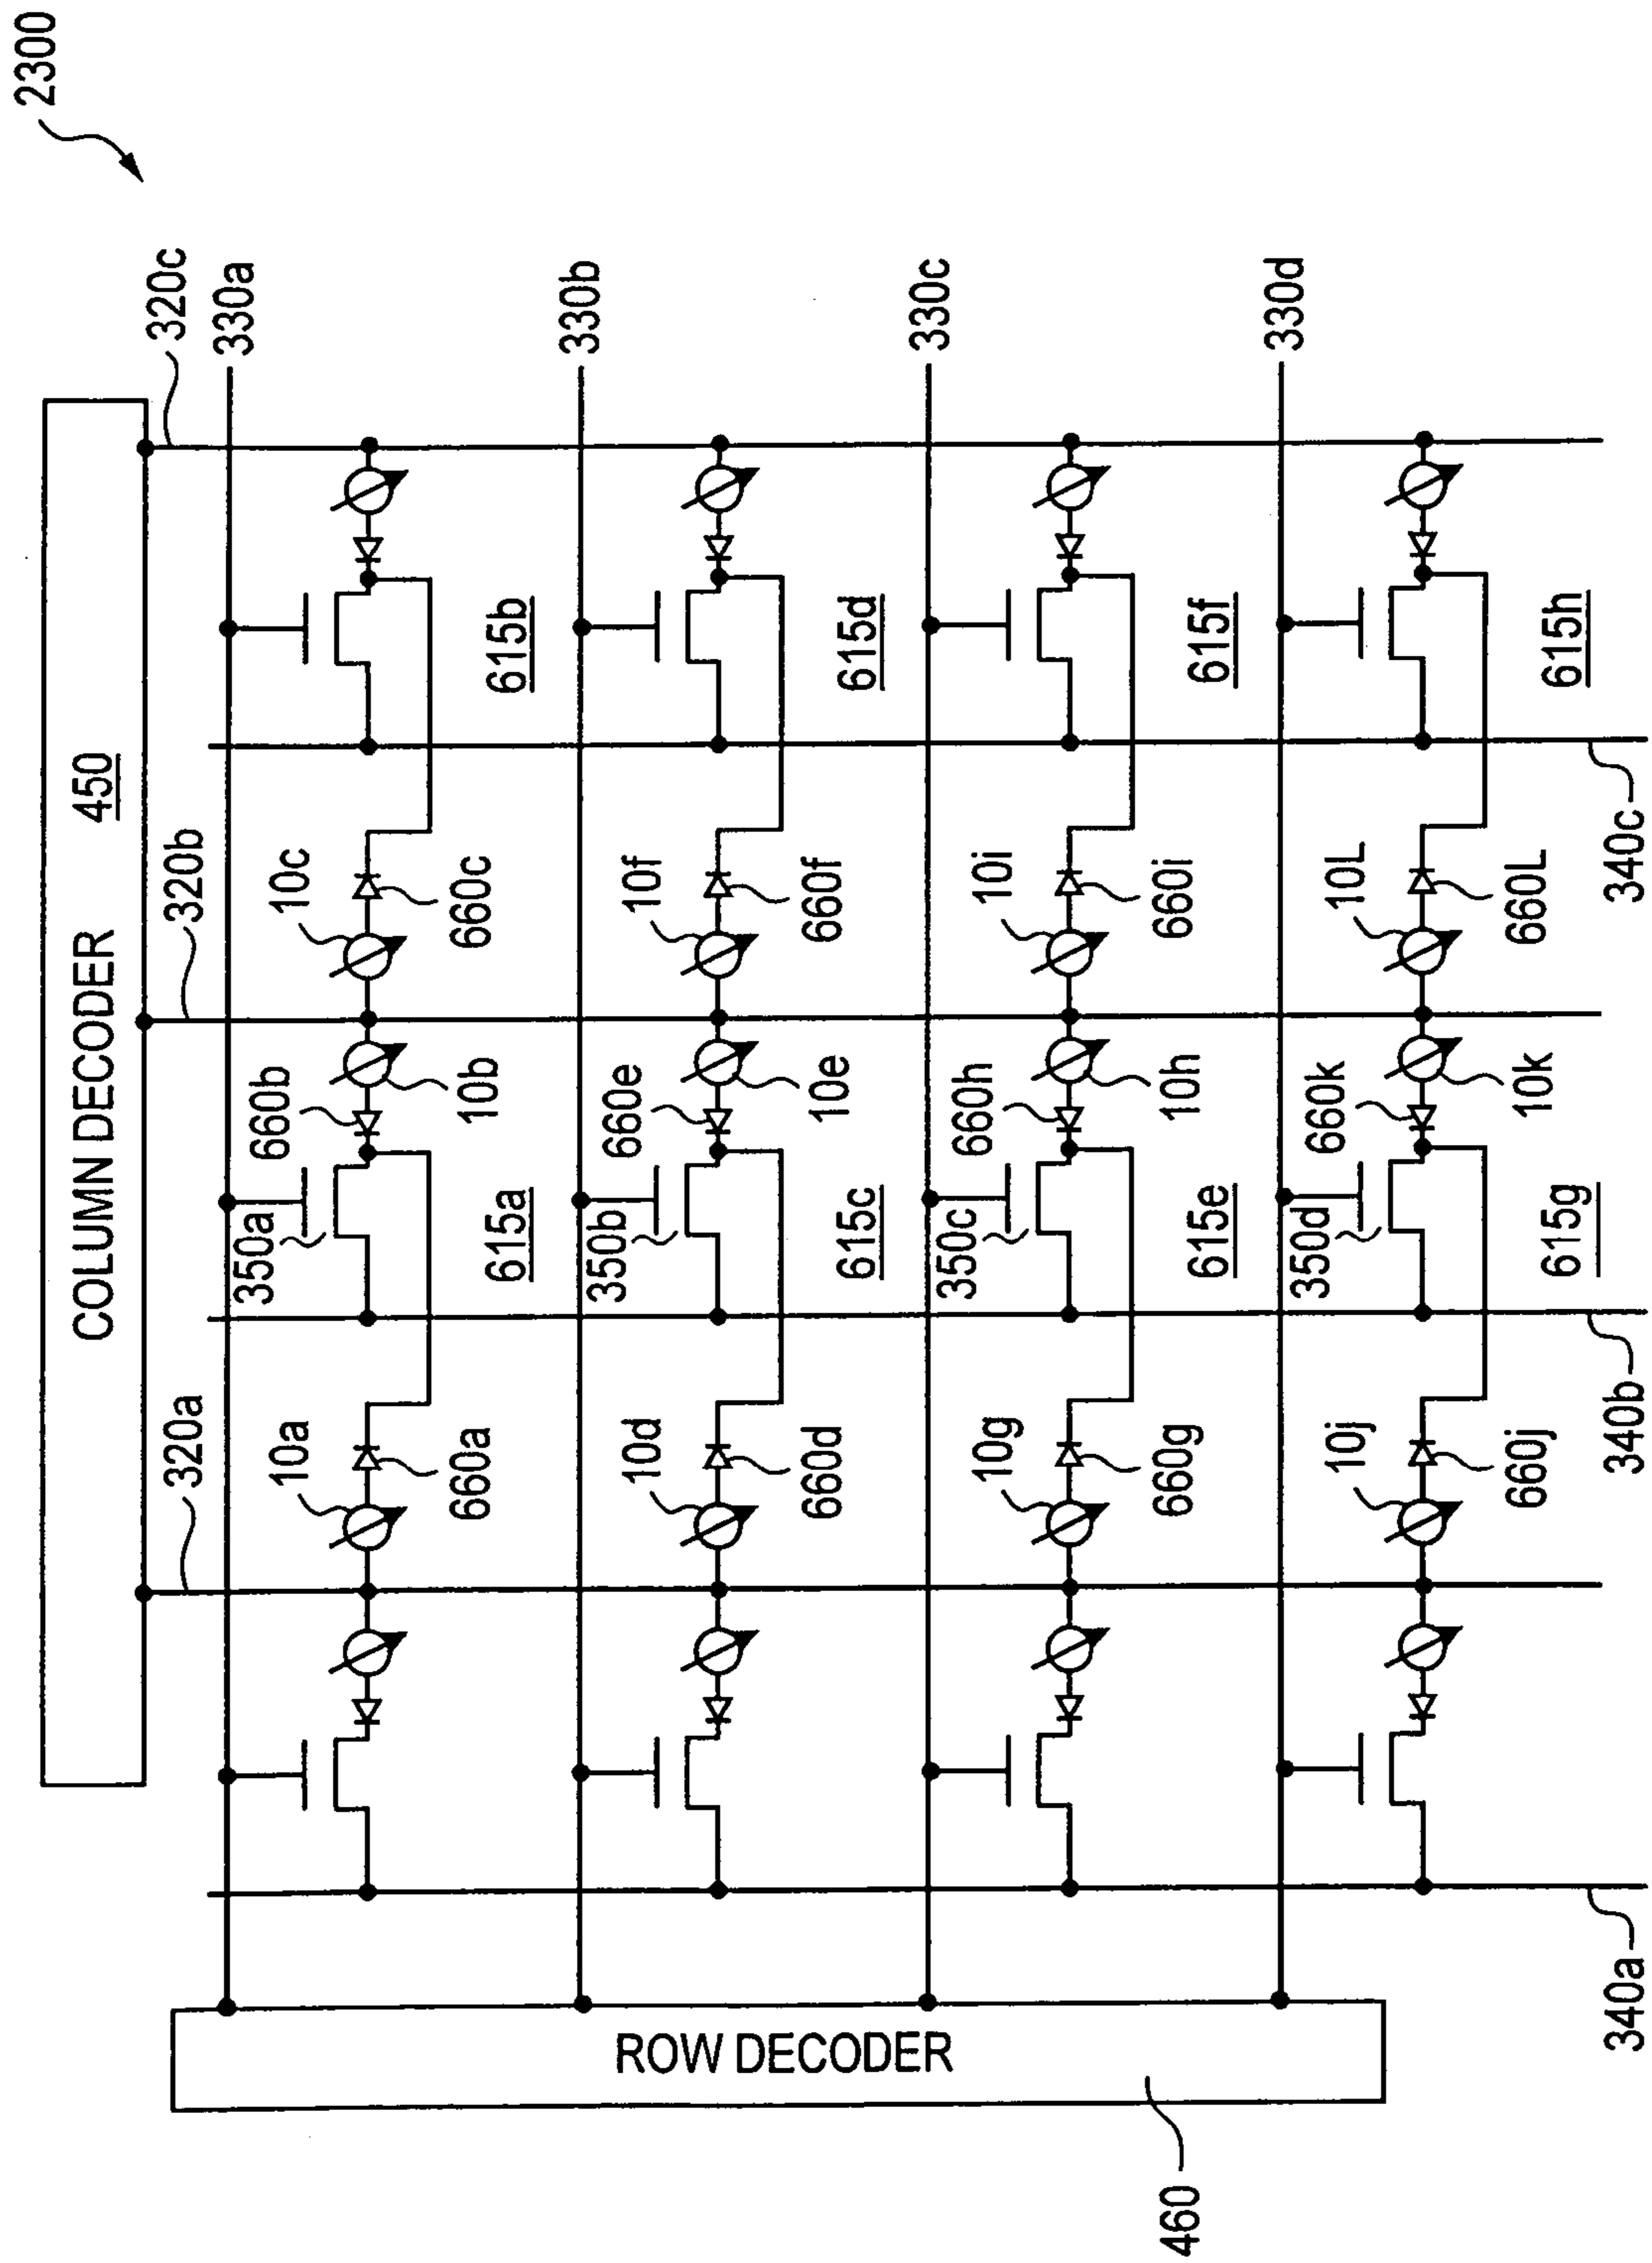 2300
COLUMN DECODER
450
320a
320b
320c
330a
10a
660a
350a
660b
10b
10c
660c
615a
615b
330b
10d
660d
350b
660e
10e
10f
660f
615c
615d
330c
10g
660g
350c
660h
10h
10i
660i
615e
615f
330d
10j
660j
350d
660k
10k
10L
660L
615g
615h
340a
340b
340c
ROW DECODER
460